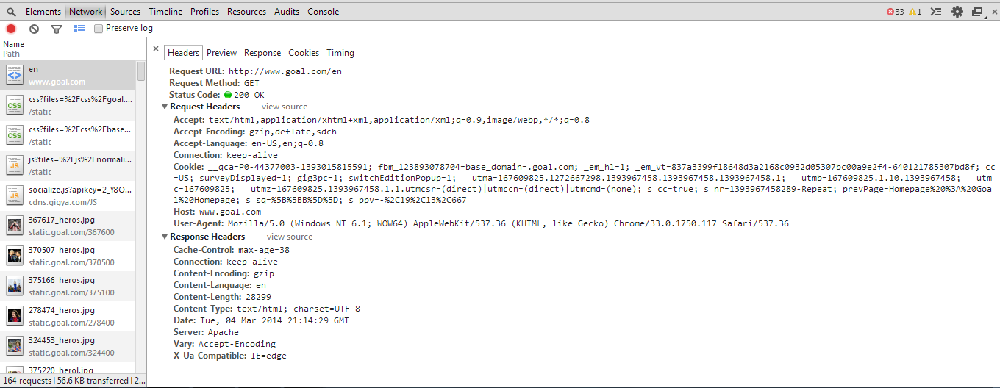 Elements Network Sources Timeline Profiles Resources Audits Console 33 1
Preserve log
Name
Path
en
www.goal.com
css?files=%2Fcss%2Fgoal....
/static
css?files=%2Fcss%2Fbase...
/static
js?files=%2Fjs%2Fnormali...
/static
socialize.js?apikey=2_Y8O...
cdns.gigya.com/JS
367617_heros.jpg
static.goal.com/367600
370507_heros.jpg
static.goal.com/370500
375166_heros.jpg
static.goal.com/375100
278474_heros.jpg
static.goal.com/278400
324453_heros.jpg
static.goal.com/324400
375220_herol.jpg
164 requests | 56.6 KB transferred | 2...
× Headers Preview Response Cookies Timing
Request URL: http://www.goal.com/en
Request Method: GET
Status Code: 200 OK
Request Headers view source
Accept: text/html,application/xhtml+xml,application/xml;q=0.9,image/webp,*/*;q=0.8
Accept-Encoding: gzip,deflate,sdch
Accept-Language: en-US,en;q=0.8
Connection: keep-alive
Cookie: __qca=P0-44377003-1393015815591; fbm_123893078704=base_domain=.goal.com; _em_hl=1; _em_vt=837a3399f18648d3a2168c0932d05307bc00a9e2f4-640121785307bd8f; cc
=US; surveyDisplayed=1; gig3pc=1; switchEditionPopup=1; __utma=167609825.1272667298.1393967458.1393967458.1393967458.1; __utmb=167609825.1.10.1393967458; __utm
c=167609825; __utmz=167609825.1393967458.1.1.utmcsr=(direct)|utmccn=(direct)|utmcmd=(none); s_cc=true; s_nr=1393967458289-Repeat; prevPage=Homepage%20%3A%20Goa
l%20Homepage; s_sq=%5B%5BB%5D%5D; s_ppv=-%2C19%2C13%2C667
Host: www.goal.com
User-Agent: Mozilla/5.0 (Windows NT 6.1; WOW64) AppleWebKit/537.36 (KHTML, like Gecko) Chrome/33.0.1750.117 Safari/537.36
Response Headers view source
Cache-Control: max-age=38
Connection: keep-alive
Content-Encoding: gzip
Content-Language: en
Content-Length: 28299
Content-Type: text/html; charset=UTF-8
Date: Tue, 04 Mar 2014 21:14:29 GMT
Server: Apache
Vary: Accept-Encoding
X-Ua-Compatible: IE=edge